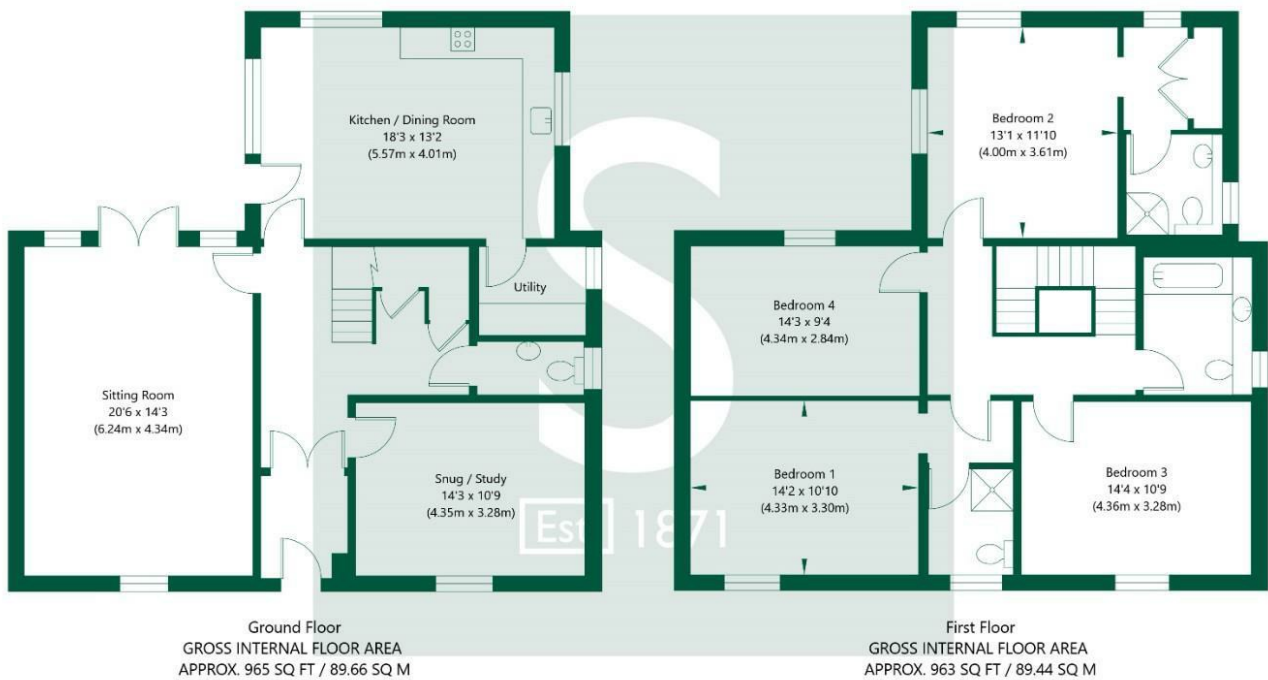 Kitchen / Dining Room
18'3 x 13'2
(5.57m x 4.01m)
Utility
Sitting Room
20'6 x 14'3
(6.24m x 4.34m)
Snug / Study
14'3 x 10'9
(4.35m x 3.28m)
Ground Floor
GROSS INTERNAL FLOOR AREA
APPROX. 965 SQ FT / 89.66 SQ M
Bedroom 2
13'1 x 11'10
(4.00m x 3.61m)
Bedroom 4
14'3 x 9'4
(4.34m x 2.84m)
Bedroom 1
14'2 x 10'10
(4.33m x 3.30m)
Bedroom 3
14'4 x 10'9
(4.36m x 3.28m)
First Floor
GROSS INTERNAL FLOOR AREA
APPROX. 963 SQ FT / 89.44 SQ M
S
Est 1871